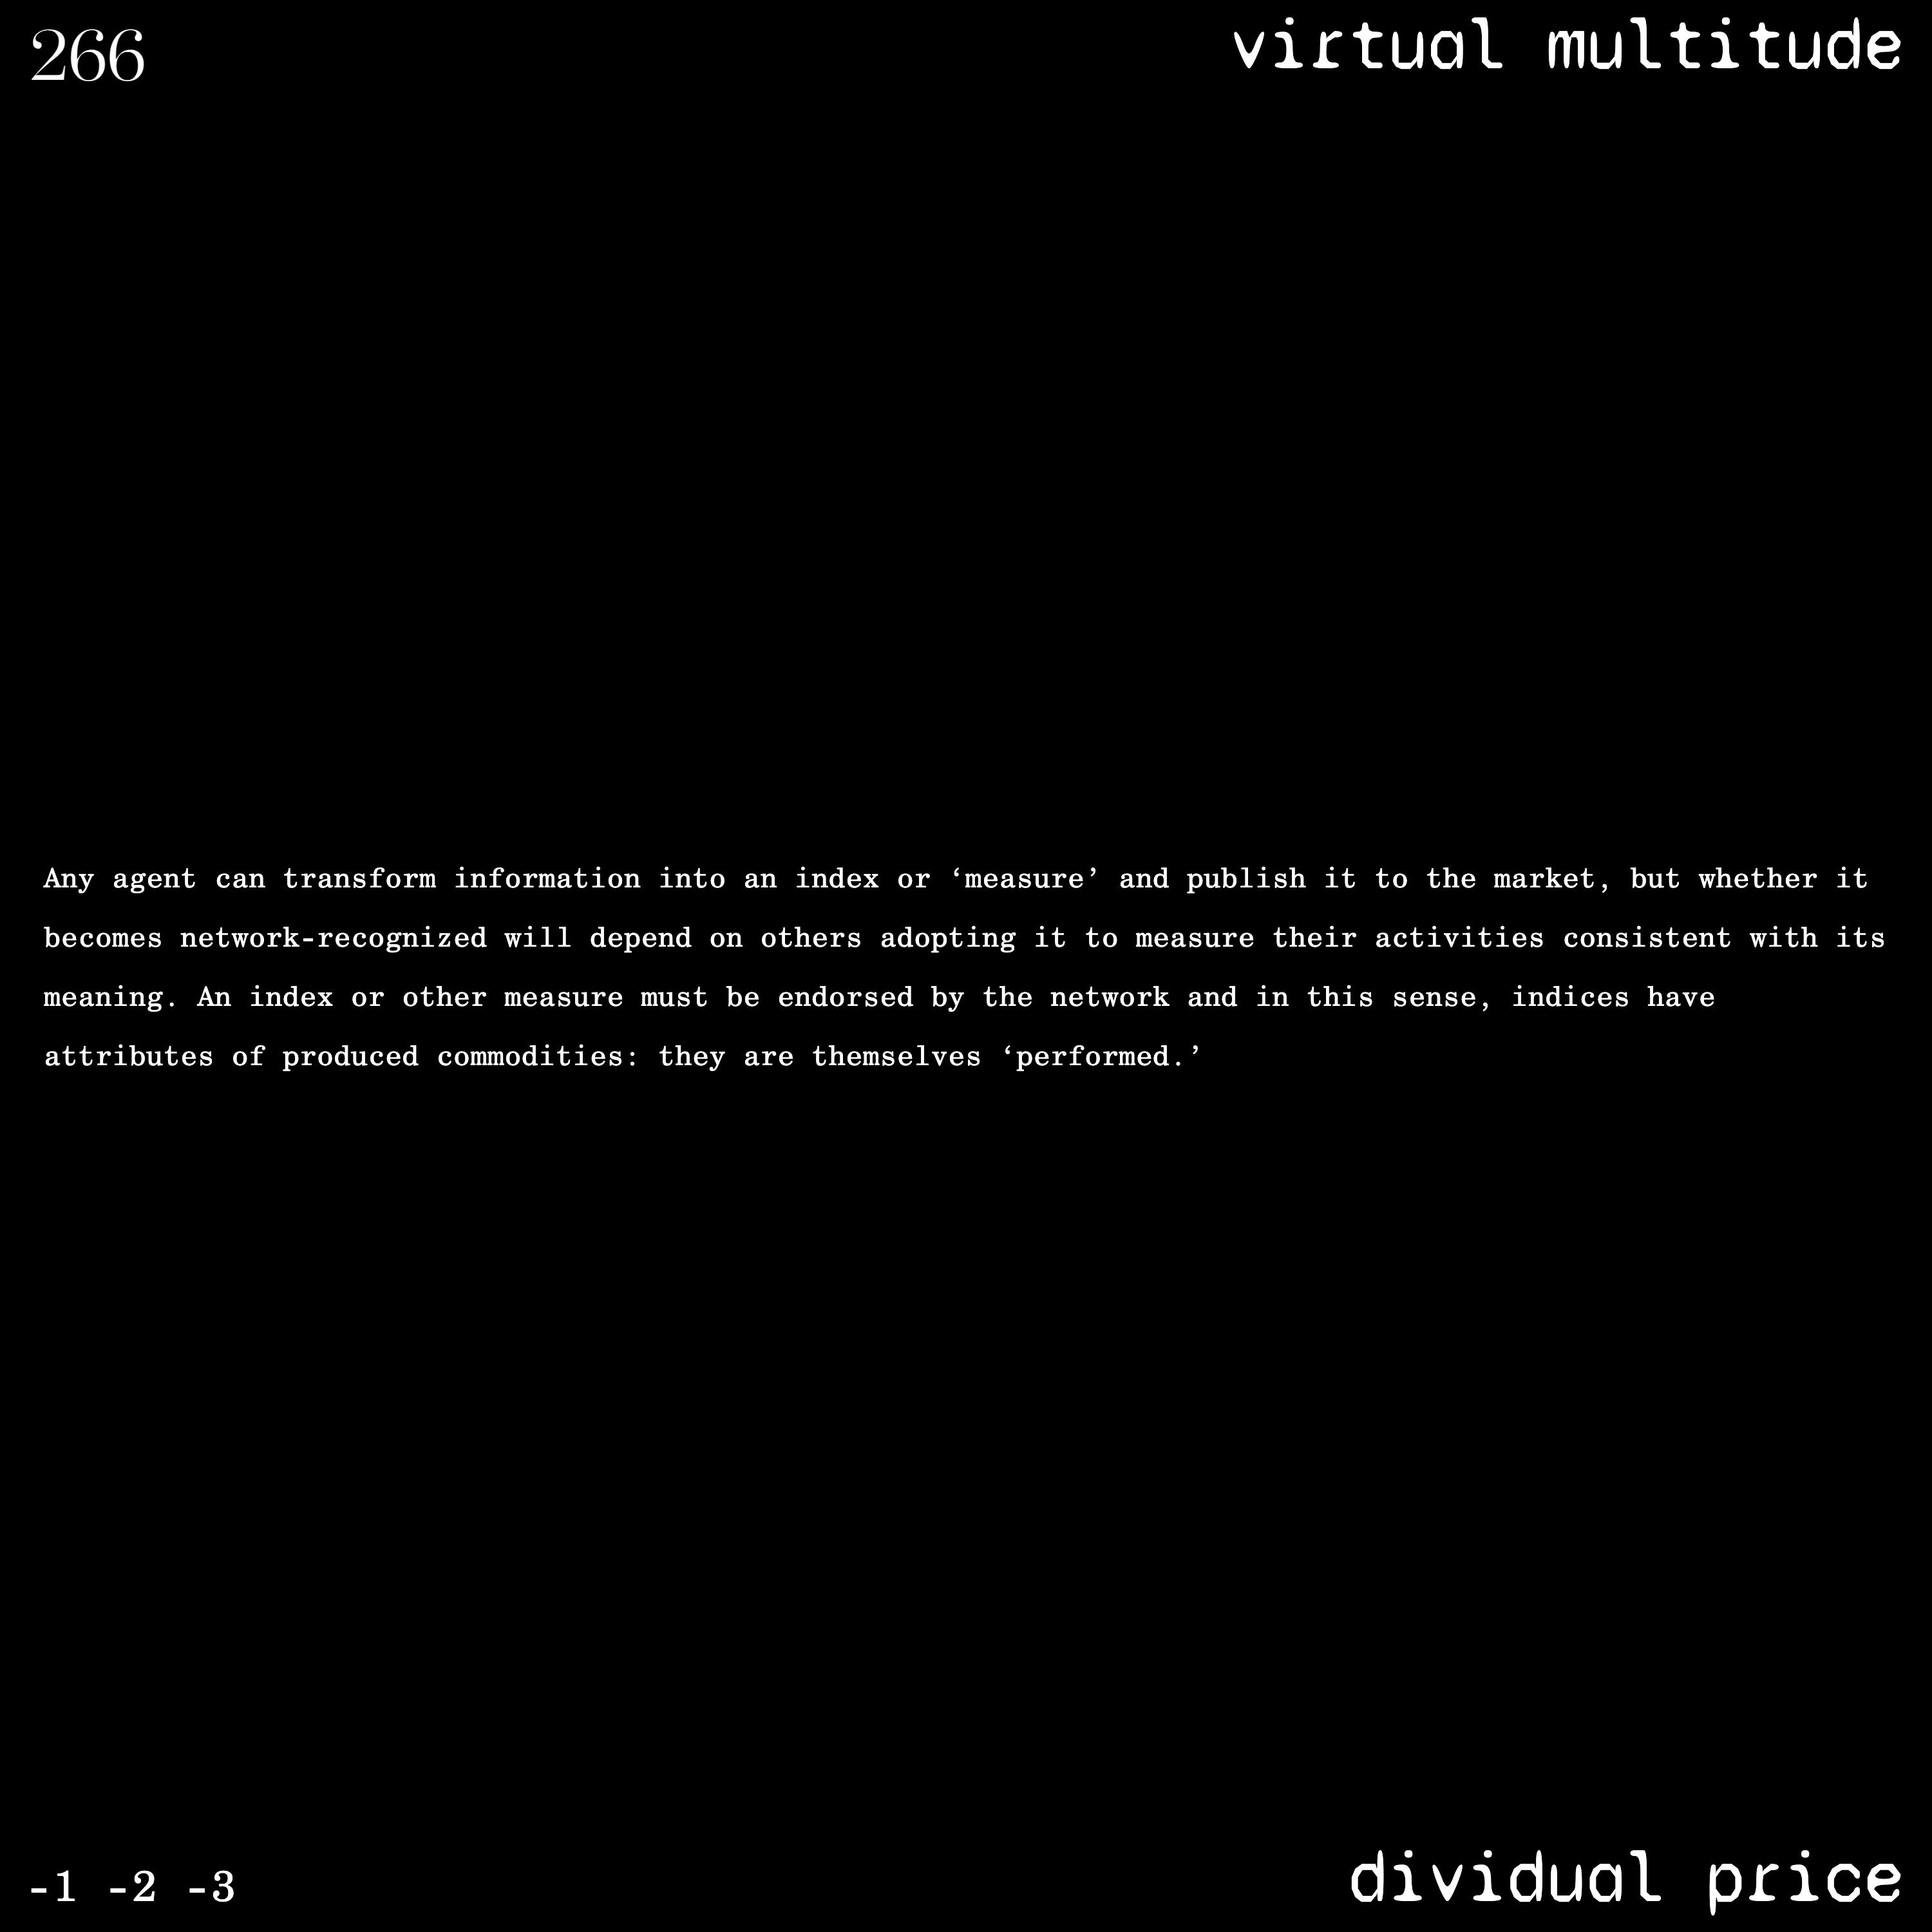 266
virtual multitude
Any agent can transform information into an index or ‘measure’ and publish it to the market, but whether it
becomes network-recognized will depend on others adopting it to measure their activities consistent with its
meaning. An index or other measure must be endorsed by the network and in this sense, indices have
attributes of produced commodities: they are themselves ‘performed.’
-1 -2 -3
dividual price